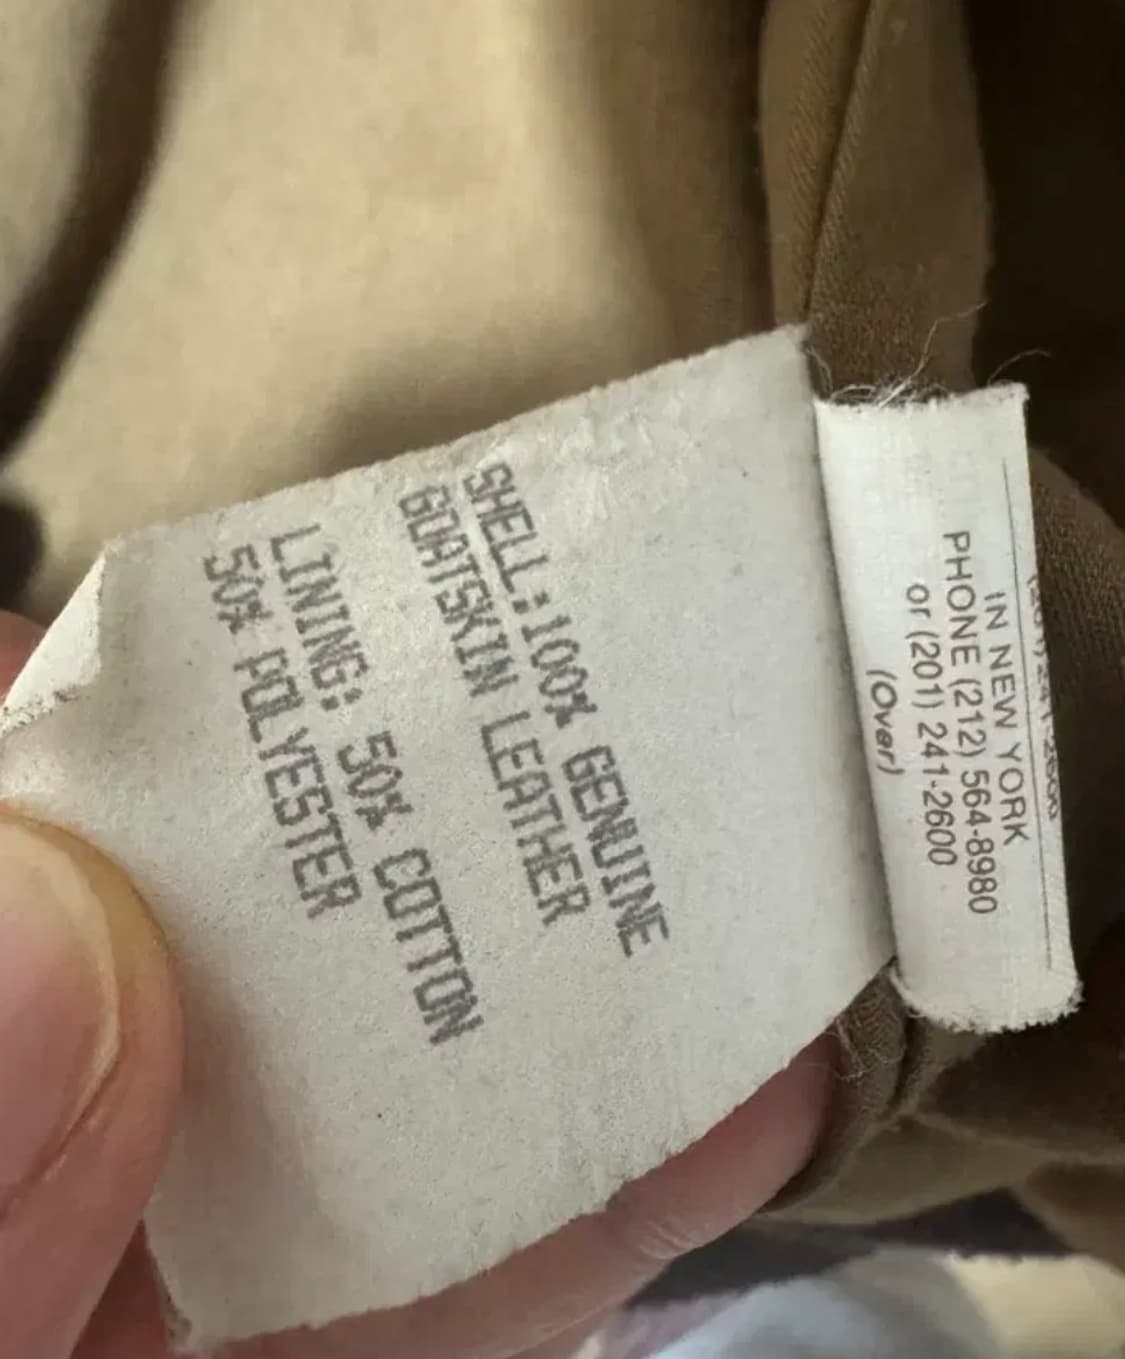 SHELL:100% GENUINE
GOATSKIN LEATHER
LINING: 50% COTTON
50% POLYESTER
IN NEW YORK
PHONE (212) 564-8980
or (201) 241-2600
(Over)